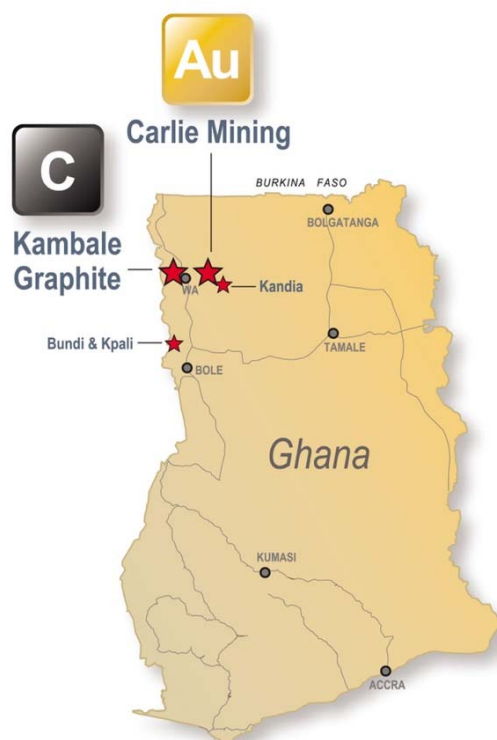 Au
Carlie Mining
C
Kambale
Graphite
BURKINA FASO
BOLGATANGA
WA
Kandia
Bundi & Kpali
TAMALE
BOLE
Ghana
KUMASI
ACCRA